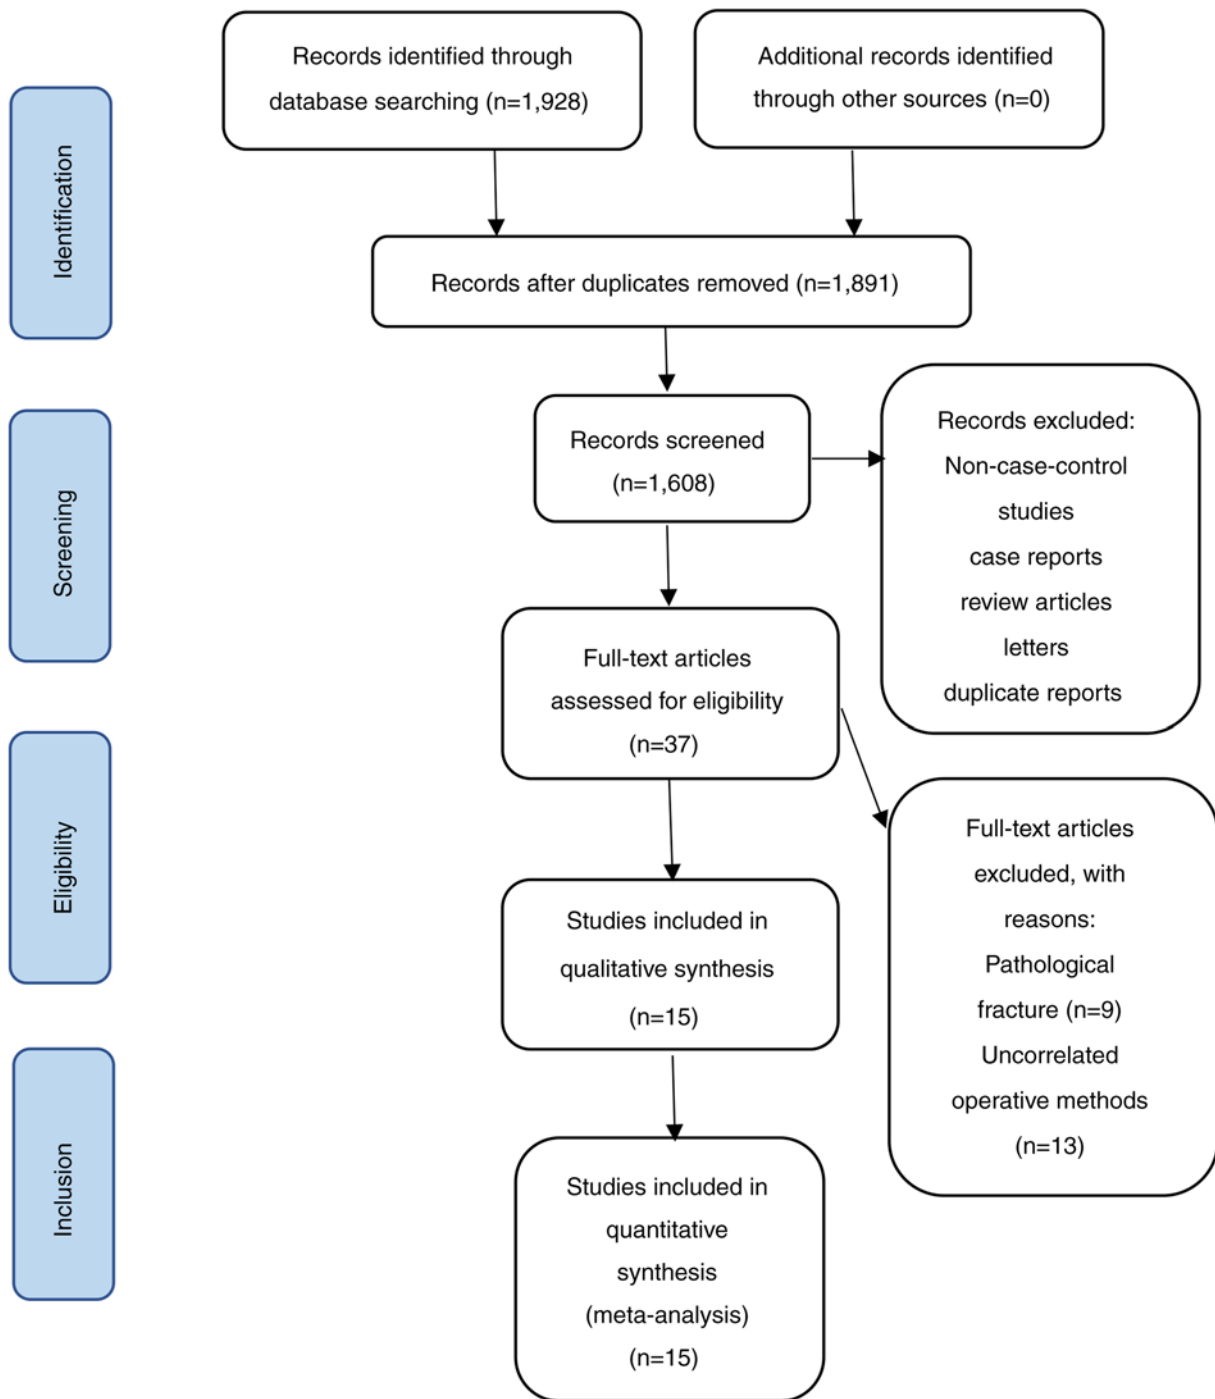 Records identified through
database searching (n=1,928)
Additional records identified
through other sources (n=0)
Identification
Records after duplicates removed (n=1,891)
Screening
Records screened
(n=1,608)
Records excluded:
Non-case-control
studies
case reports
review articles
letters
duplicate reports
Full-text articles
assessed for eligibility
(n=37)
Eligibility
Full-text articles
excluded, with
reasons:
Pathological
fracture (n=9)
Uncorrelated
operative methods
(n=13)
Studies included in
qualitative synthesis
(n=15)
Inclusion
Studies included in
quantitative
synthesis
(meta-analysis)
(n=15)